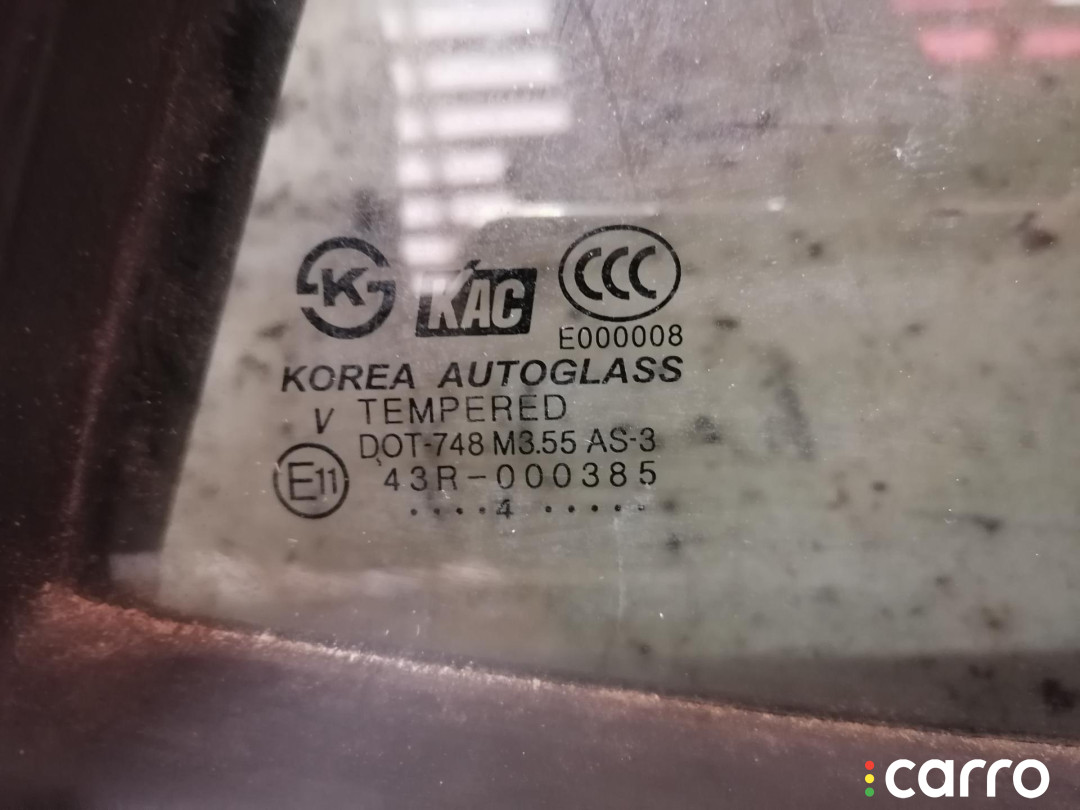 K KAC CCC
E000008
KOREA AUTOGLASS
V TEMPERED
DOT-748 M3.55 AS-3
E11 43R-000385
....4 .....
carro